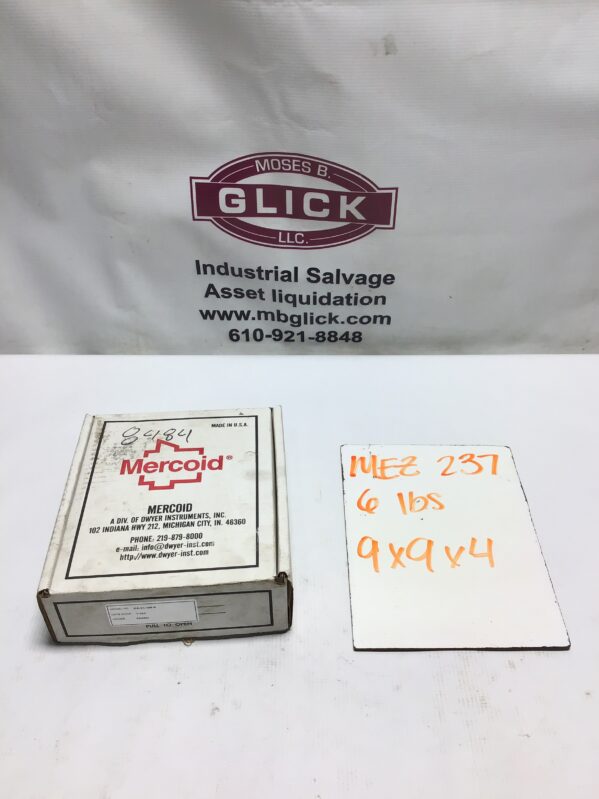 MOSES B.
GLICK
LLC.
Industrial Salvage
Asset liquidation
www.mbglick.com
610-921-8848
MADE IN U.S.A.
8484
Mercoid®
MERCOID
A DIV. OF DWYER INSTRUMENTS, INC.
102 INDIANA HWY 212, MICHIGAN CITY, IN. 46360
PHONE: 219-879-8000
e-mail: info@dwyer-inst.com
http://www.dwyer-inst.com
PULL TO OPEN
MEZ 237
6 lbs
9x9x4